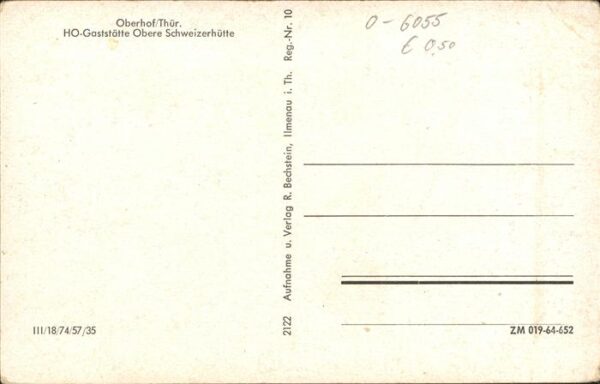 Oberhof/Thür.
HO-Gaststätte Obere Schweizerhütte
III/18/74/57/35
2122 Aufnahme u. Verlag R. Bechstein, Ilmenau i. Th. Reg.-Nr. 10
O-6055
€ 0,50
ZM 019-64-652